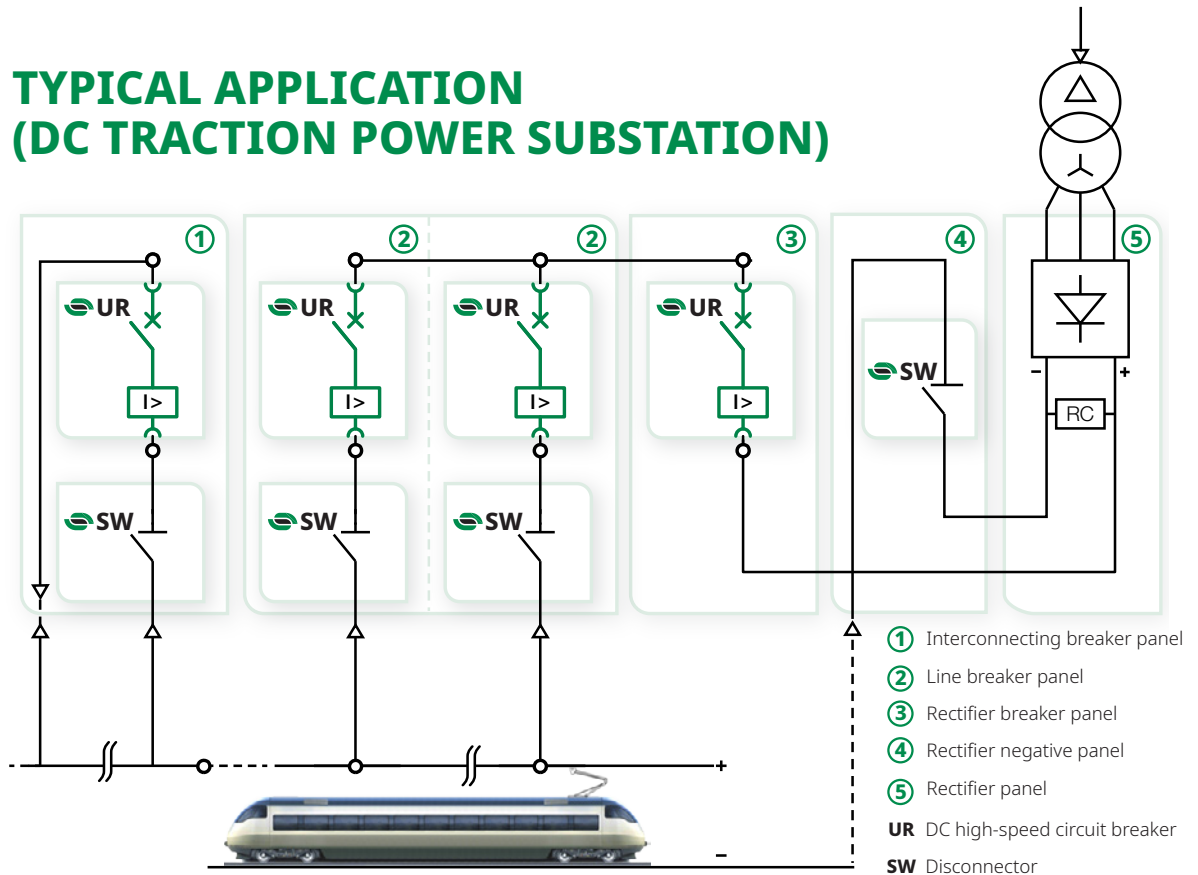 TYPICAL APPLICATION
(DC TRACTION POWER SUBSTATION)
1
2
2
3
4
5
UR
UR
UR
UR
SW
I>
I>
I>
I>
- +
RC
SW
SW
SW
+
-
1 Interconnecting breaker panel
2 Line breaker panel
3 Rectifier breaker panel
4 Rectifier negative panel
5 Rectifier panel
UR DC high-speed circuit breaker
SW Disconnector